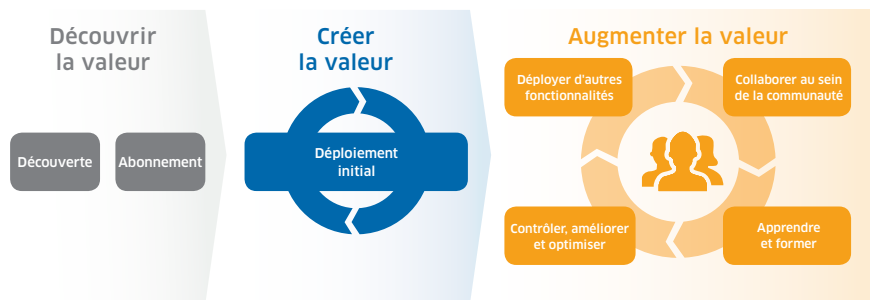 Découvrir
la valeur
Découverte
Abonnement
Créer
la valeur
Déploiement
initial
Augmenter la valeur
Déployer d'autres
fonctionnalités
Collaborer au sein
de la communauté
Contrôler, améliorer
et optimiser
Apprendre
et former